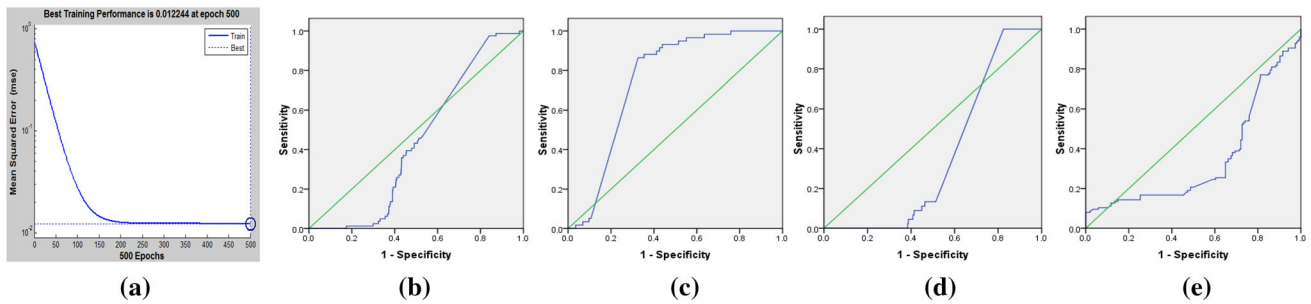 Best Training Performance is 0.012244 at epoch 500
Train
Best
Mean Squared Error (mse)
10^0
10^-1
10^-2
0 50 100 150 200 250 300 350 400 450 500
500 Epochs
(a)
Sensitivity
1.0
0.8
0.6
0.4
0.2
0.0
0.0 0.2 0.4 0.6 0.8 1.0
1 - Specificity
(b)
Sensitivity
1.0
0.8
0.6
0.4
0.2
0.0
0.0 0.2 0.4 0.6 0.8 1.0
1 - Specificity
(c)
Sensitivity
1.0
0.8
0.6
0.4
0.2
0.0
0.0 0.2 0.4 0.6 0.8 1.0
1 - Specificity
(d)
Sensitivity
1.0
0.8
0.6
0.4
0.2
0.0
0.0 0.2 0.4 0.6 0.8 1.0
1 - Specificity
(e)